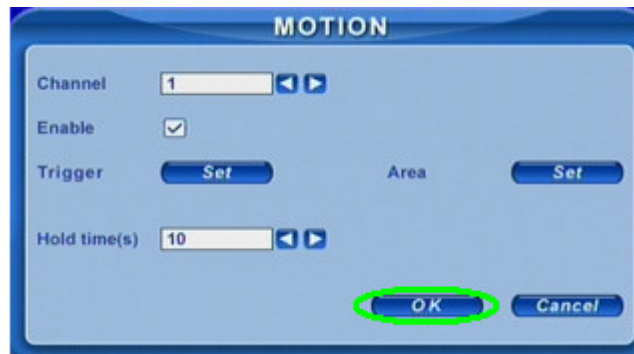 MOTION
Channel 1
Enable
Trigger Set Area Set
Hold time(s) 10
OK Cancel